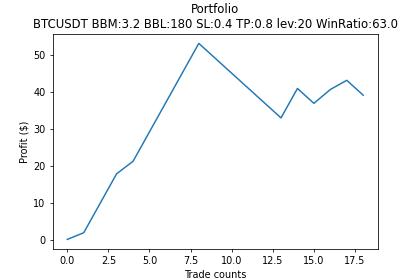 Portfolio
BTCUSDT BBM:3.2 BBL:180 SL:0.4 TP:0.8 lev:20 WinRatio:63.0
50
40
30
20
10
0
Profit ($)
0.0 2.5 5.0 7.5 10.0 12.5 15.0 17.5
Trade counts